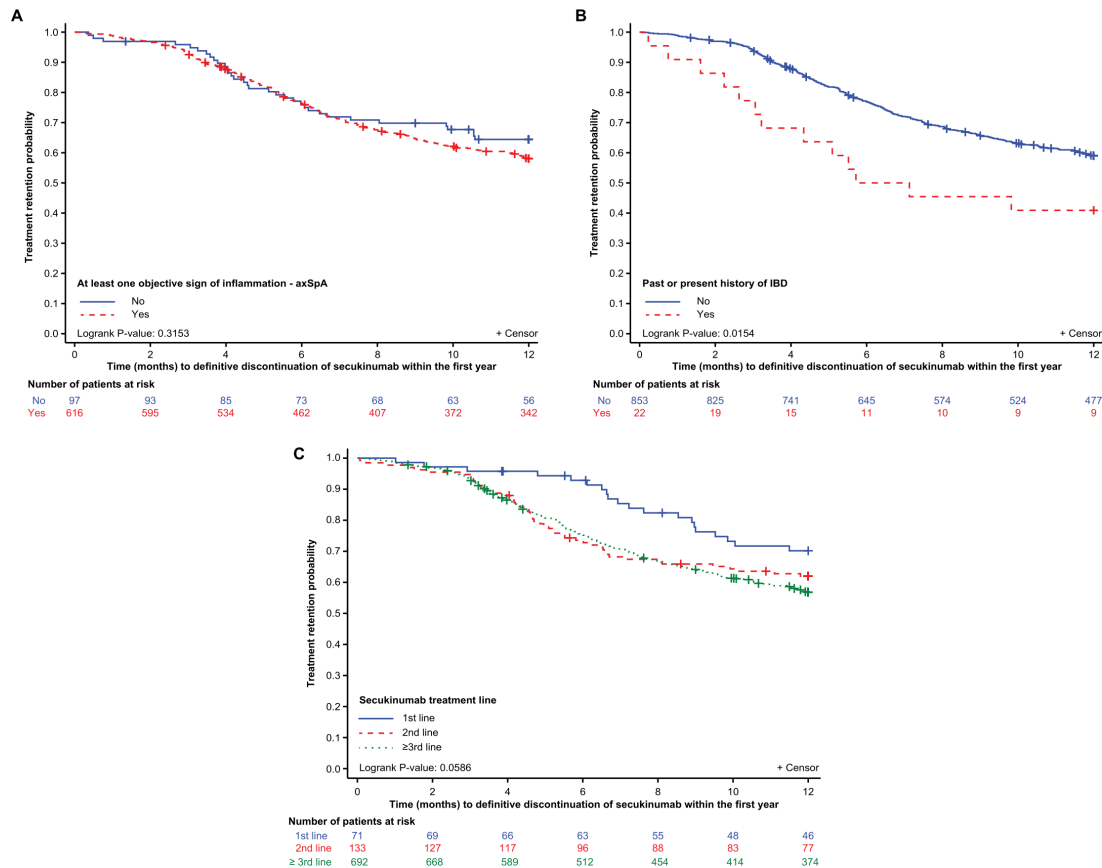 A
1.0
0.9
0.8
0.7
0.6
0.5
0.4
0.3
0.2
0.1
0.0
Treatment retention probability
At least one objective sign of inflammation - axSpA
No
Yes
Logrank P-value: 0.3153
+ Censor
0 2 4 6 8 10 12
Time (months) to definitive discontinuation of secukinumab within the first year
Number of patients at risk
No 97 93 85 73 68 63 56
Yes 616 595 534 462 407 372 342
B
1.0
0.9
0.8
0.7
0.6
0.5
0.4
0.3
0.2
0.1
0.0
Treatment retention probability
Past or present history of IBD
No
Yes
Logrank P-value: 0.0154
+ Censor
0 2 4 6 8 10 12
Time (months) to definitive discontinuation of secukinumab within the first year
Number of patients at risk
No 853 825 741 645 574 524 477
Yes 22 19 15 11 10 9 9
C
1.0
0.9
0.8
0.7
0.6
0.5
0.4
0.3
0.2
0.1
0.0
Treatment retention probability
Secukinumab treatment line
1st line
2nd line
≥3rd line
Logrank P-value: 0.0586
+ Censor
0 2 4 6 8 10 12
Time (months) to definitive discontinuation of secukinumab within the first year
Number of patients at risk
1st line 71 69 66 63 55 48 46
2nd line 133 127 117 96 88 83 77
≥ 3rd line 692 668 589 512 454 414 374